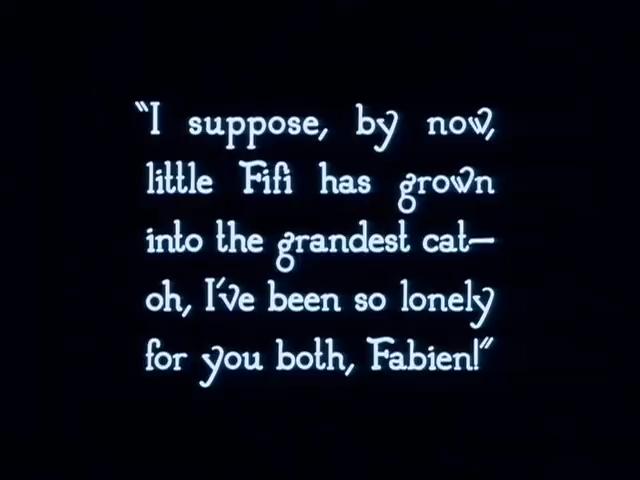 "I suppose, by now,
little Fifi has grown
into the grandest cat—
oh, I've been so lonely
for you both, Fabien!"